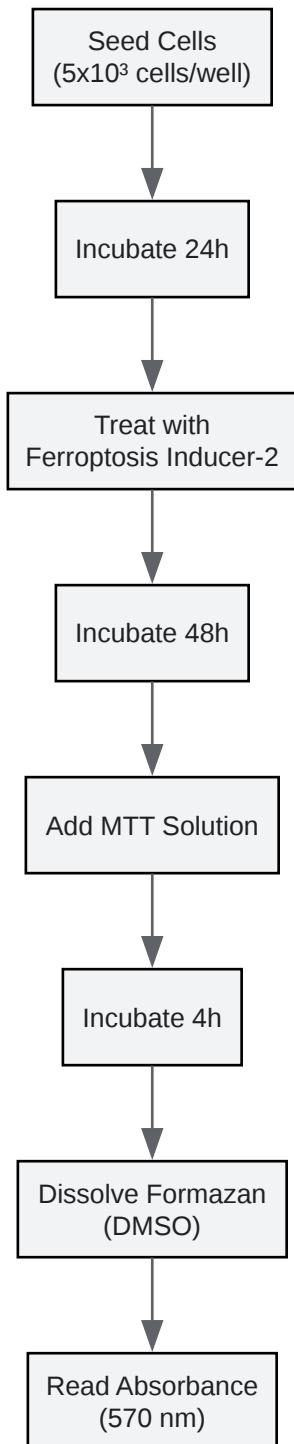 Seed Cells
(5x10³ cells/well)
Incubate 24h
Treat with
Ferroptosis Inducer-2
Incubate 48h
Add MTT Solution
Incubate 4h
Dissolve Formazan
(DMSO)
Read Absorbance
(570 nm)